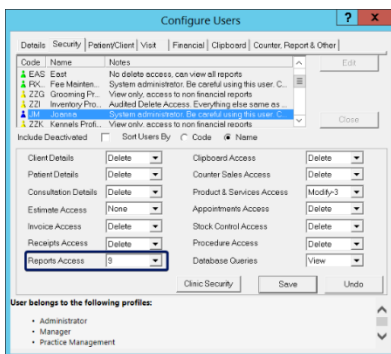 Configure Users ? x
Details Security Patient/Client Visit Financial Clipboard Counter, Report & Other
Code Name Notes
EAS East No delete access, can view all reports
RX.. Fee Mainten... System administrator. Be careful using this user. C...
ZZG Grooming Pr... View only, access to non financial reports
ZZI Inventory Pro... Audited Delete Access. Everything else same as ...
JM Joanna System administrator. Be careful using this user. C...
ZZK Kennels Profi... View only, access to non financial reports
Edit
Close
Include Deactivated Sort Users By Code Name
Client Details Delete Clipboard Access Delete
Patient Details Delete Counter Sales Access Delete
Consultation Details Delete Product & Services Access Modify-3
Estimate Access None Appointments Access Delete
Invoice Access Delete Stock Control Access Delete
Receipts Access Delete Procedure Access Delete
Reports Access 9 Database Queries View
Clinic Security Save Undo
User belongs to the following profiles:
• Administrator
• Manager
• Practice Management